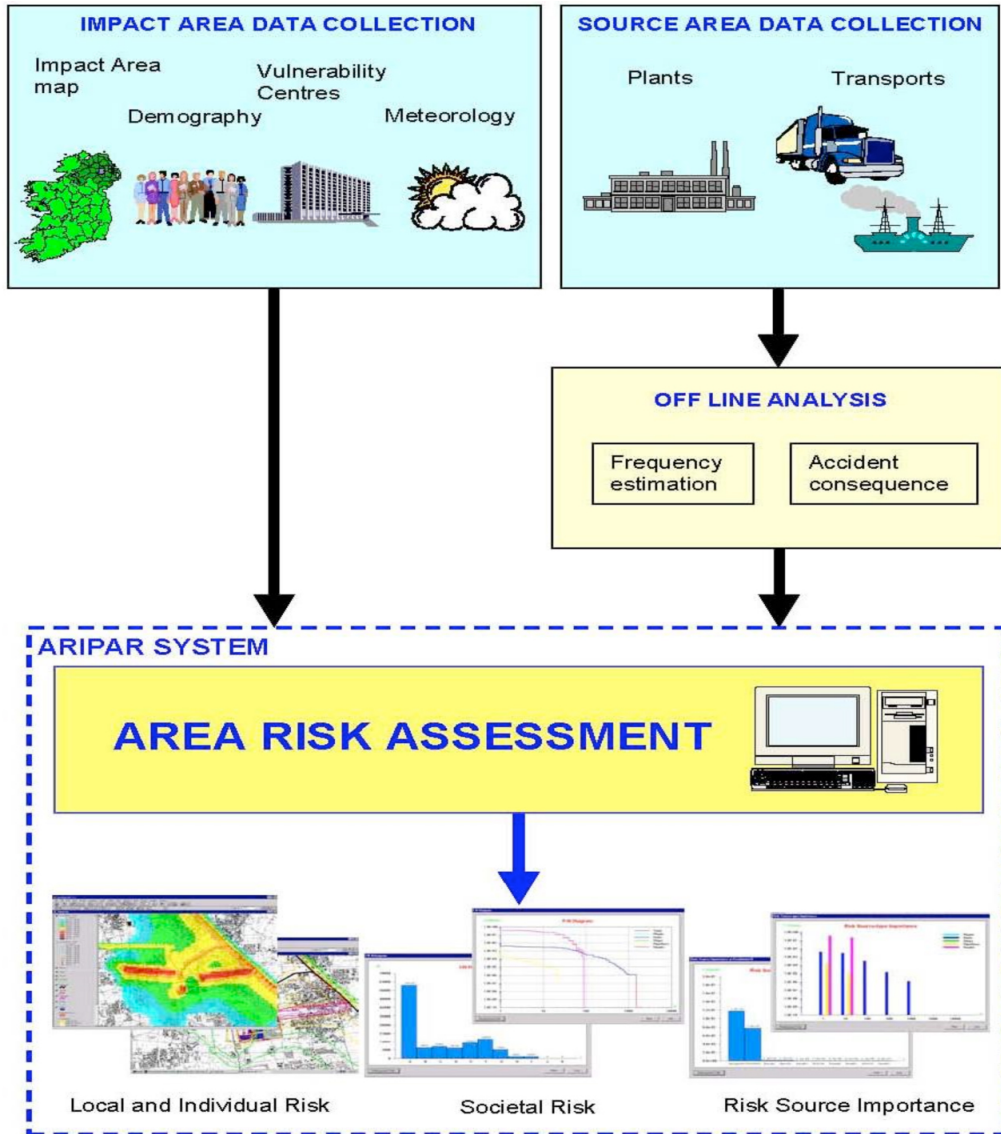 IMPACT AREA DATA COLLECTION
Impact Area
map
Demography
Vulnerability
Centres
Meteorology
SOURCE AREA DATA COLLECTION
Plants
Transports
OFF LINE ANALYSIS
Frequency
estimation
Accident
consequence
ARIPAR SYSTEM
AREA RISK ASSESSMENT
Local and Individual Risk
Societal Risk
Risk Source Importance